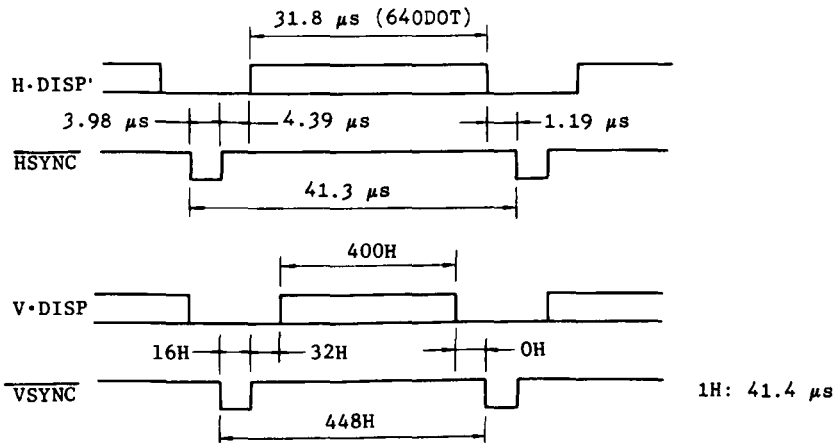 31.8 µs (640DOT)
H·DISP'
3.98 µs
4.39 µs
1.19 µs
HSYNC
41.3 µs
400H
V·DISP
16H
32H
0H
VSYNC
1H: 41.4 µs
448H